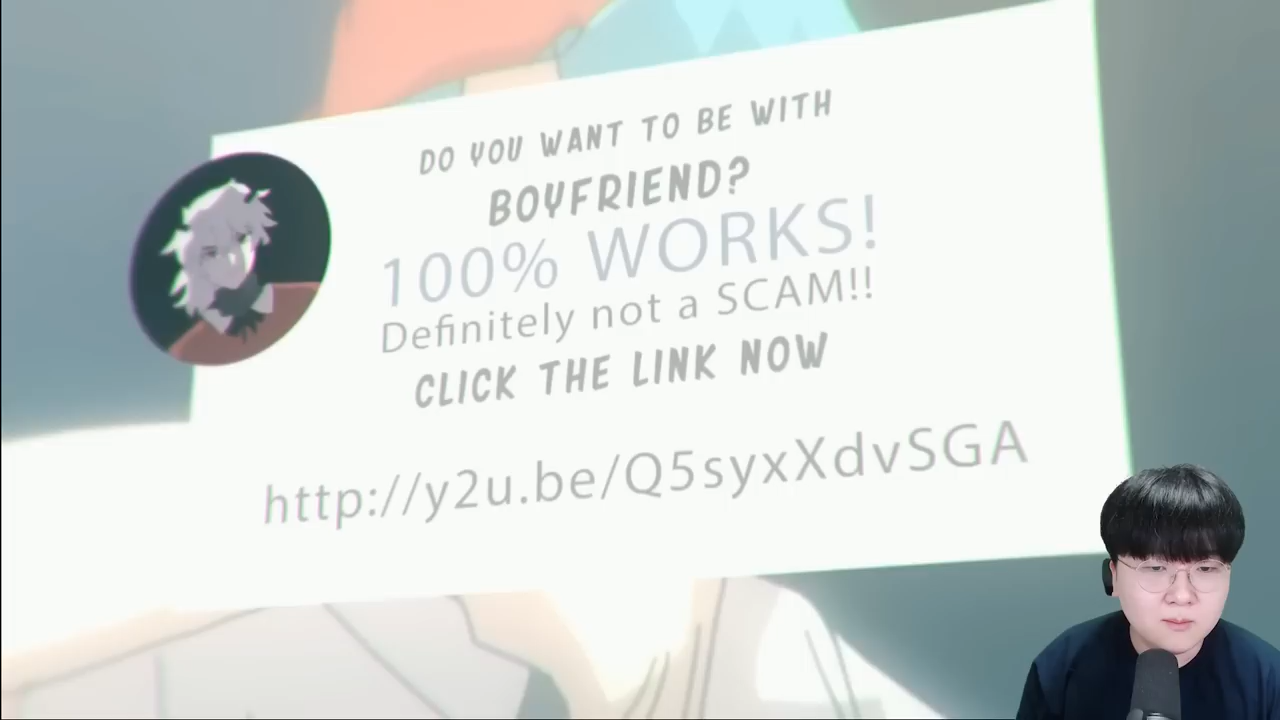 DO YOU WANT TO BE WITH
BOYFRIEND?
100% WORKS!
Definitely not a SCAM!!
CLICK THE LINK NOW
http://y2u.be/Q5syxXdvSGA